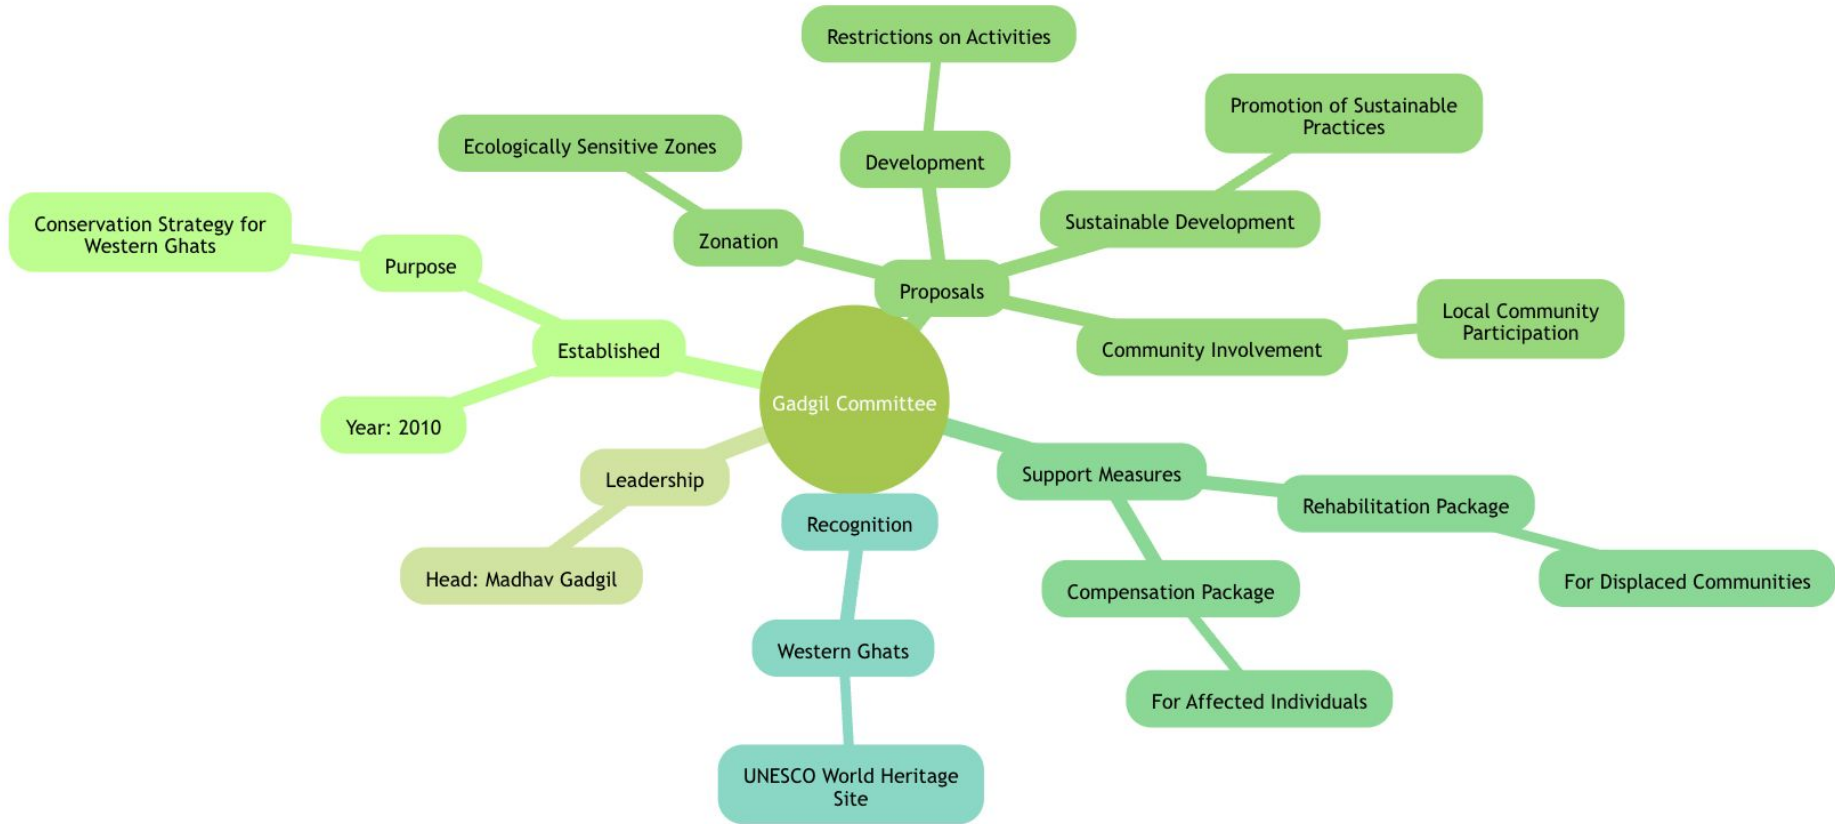 Restrictions on Activities
Promotion of Sustainable
Practices
Ecologically Sensitive Zones
Development
Conservation Strategy for
Western Ghats
Sustainable Development
Zonation
Purpose
Proposals
Local Community
Participation
Established
Community Involvement
Gadgil Committee
Year: 2010
Leadership
Support Measures
Recognition
Rehabilitation Package
Head: Madhav Gadgil
Compensation Package
For Displaced Communities
Western Ghats
For Affected Individuals
UNESCO World Heritage
Site